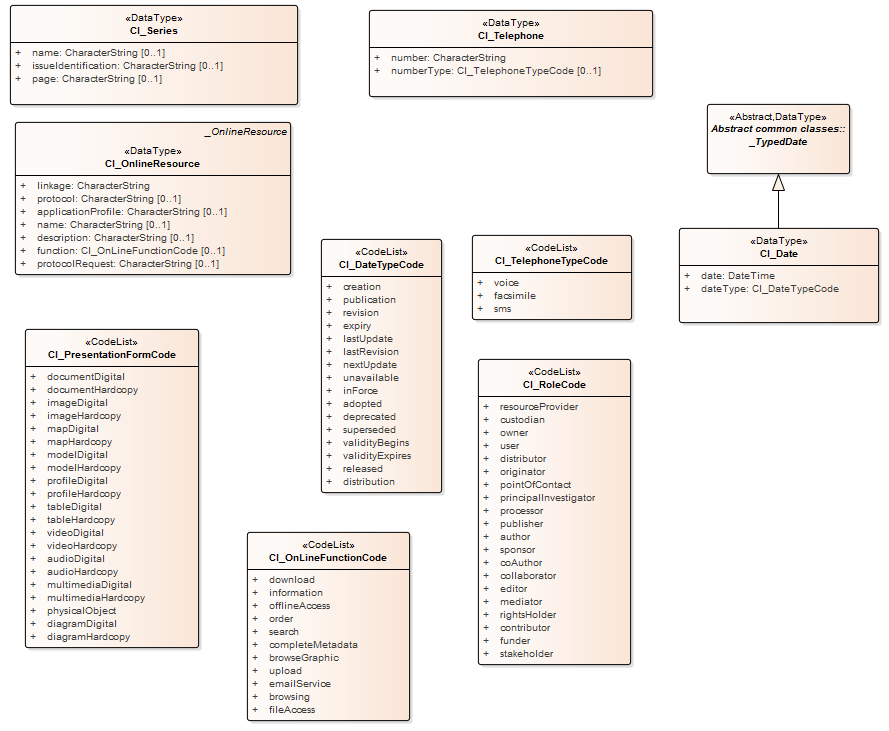 «DataType»
CI_Series
+ name: CharacterString [0..1]
+ issueIdentification: CharacterString [0..1]
+ page: CharacterString [0..1]
«DataType»
CI_Telephone
+ number: CharacterString
+ numberType: CI_TelephoneTypeCode [0..1]
«Abstract,DataType»
Abstract common classes::
_TypedDate
_OnlineResource
«DataType»
CI_OnlineResource
+ linkage: CharacterString
+ protocol: CharacterString [0..1]
+ applicationProfile: CharacterString [0..1]
+ name: CharacterString [0..1]
+ description: CharacterString [0..1]
+ function: CI_OnLineFunctionCode [0..1]
+ protocolRequest: CharacterString [0..1]
«CodeList»
CI_DateTypeCode
+ creation
+ publication
+ revision
+ expiry
+ lastUpdate
+ lastRevision
+ nextUpdate
+ unavailable
+ inForce
+ adopted
+ deprecated
+ superseded
+ validityBegins
+ validityExpires
+ released
+ distribution
«CodeList»
CI_TelephoneTypeCode
+ voice
+ facsimile
+ sms
«DataType»
CI_Date
+ date: DateTime
+ dateType: CI_DateTypeCode
«CodeList»
CI_PresentationFormCode
+ documentDigital
+ documentHardcopy
+ imageDigital
+ imageHardcopy
+ mapDigital
+ mapHardcopy
+ modelDigital
+ modelHardcopy
+ profileDigital
+ profileHardcopy
+ tableDigital
+ tableHardcopy
+ videoDigital
+ videoHardcopy
+ audioDigital
+ audioHardcopy
+ multimediaDigital
+ multimediaHardcopy
+ physicalObject
+ diagramDigital
+ diagramHardcopy
«CodeList»
CI_RoleCode
+ resourceProvider
+ custodian
+ owner
+ user
+ distributor
+ originator
+ pointOfContact
+ principalInvestigator
+ processor
+ publisher
+ author
+ sponsor
+ coAuthor
+ collaborator
+ editor
+ mediator
+ rightsHolder
+ contributor
+ funder
+ stakeholder
«CodeList»
CI_OnLineFunctionCode
+ download
+ information
+ offlineAccess
+ order
+ search
+ completeMetadata
+ browseGraphic
+ upload
+ emailService
+ browsing
+ fileAccess